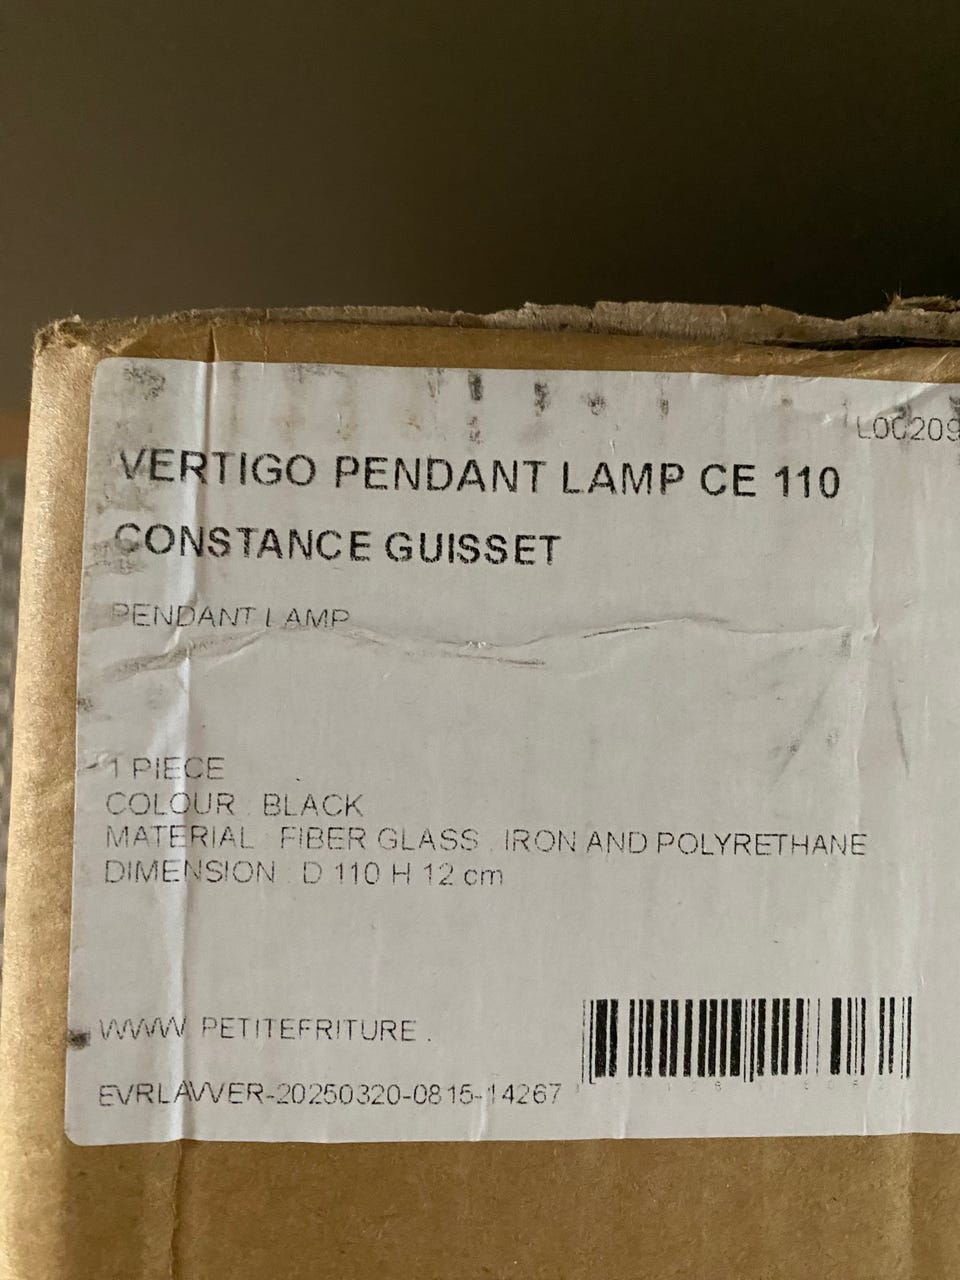 LOC209
VERTIGO PENDANT LAMP CE 110
CONSTANCE GUISSET
PENDANT LAMP
1 PIECE
COLOUR : BLACK
MATERIAL : FIBER GLASS , IRON AND POLYRETHANE
DIMENSION : D 110 H 12 cm
WWW. PETITEFRITURE .
EVRLAVVER-20250320-0815-14267